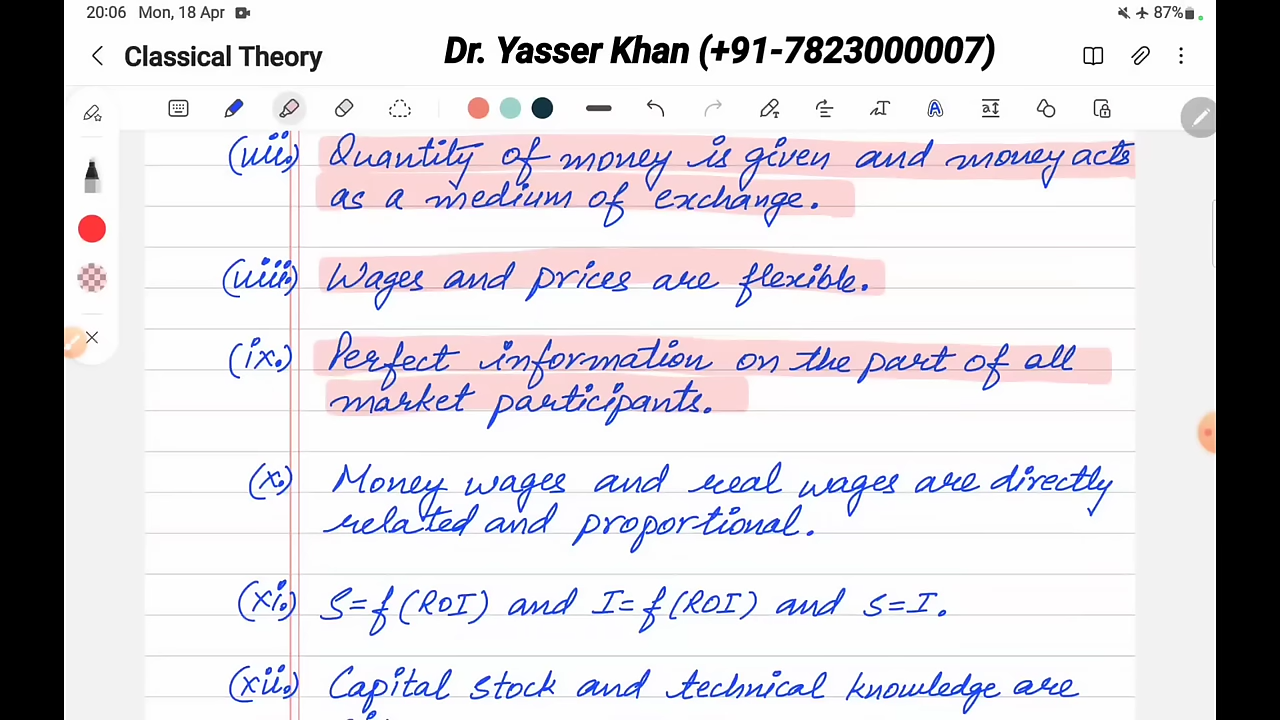 20:06 Mon, 18 Apr
87%
Classical Theory
Dr. Yasser Khan (+91-7823000007)
(vii.) Quantity of money is given and money acts
as a medium of exchange.
(viii.) Wages and prices are flexible.
(ix.) Perfect information on the part of all
market participants.
(x.) Money wages and real wages are directly
related and proportional.
(xi.) S=f(ROI) and I=f(ROI) and S=I.
(xii.) Capital stock and technical knowledge are